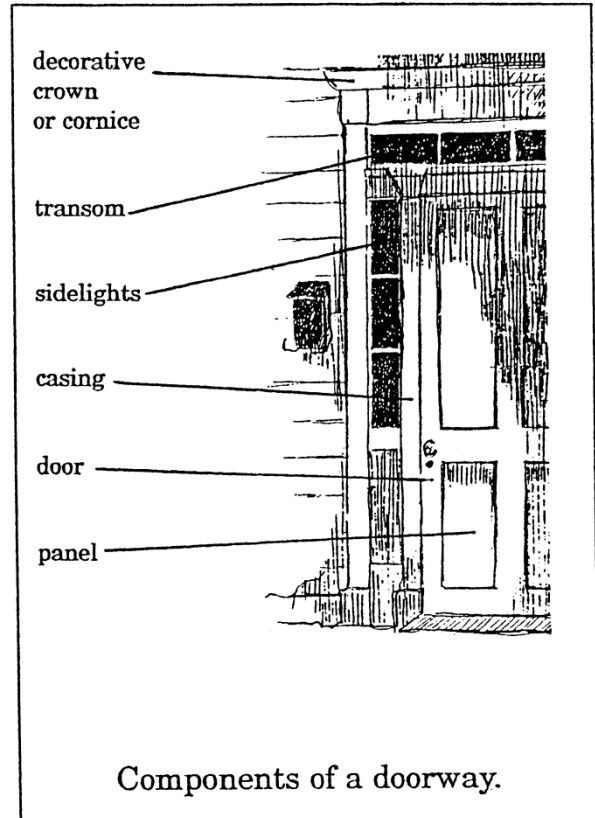 decorative
crown
or cornice
transom
sidelights
casing
door
panel
Components of a doorway.